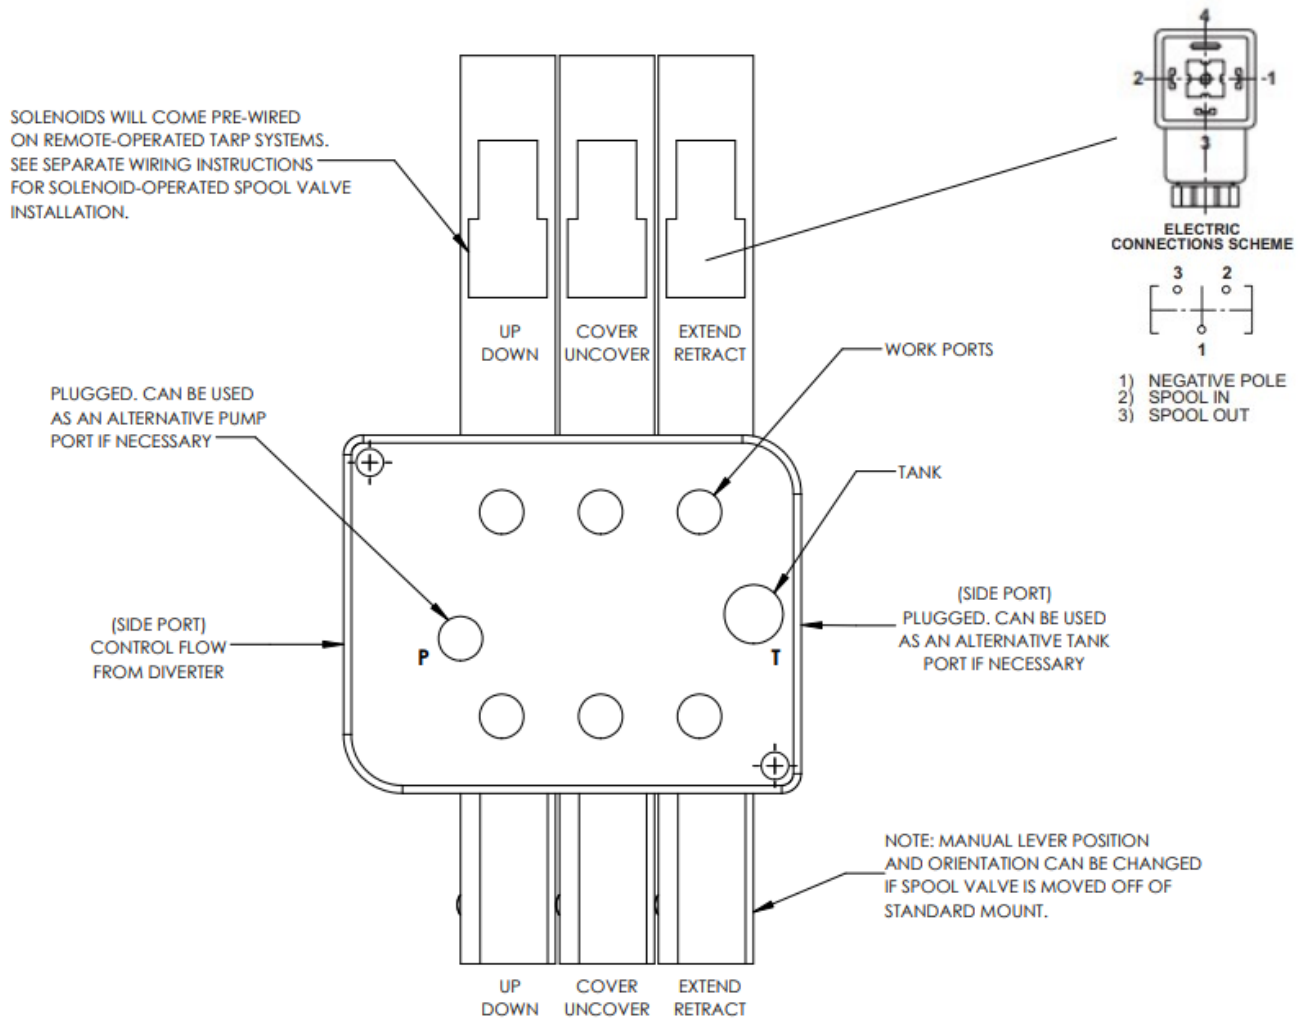 4
2
1
3
ELECTRIC
CONNECTIONS SCHEME
3 2
1
1) NEGATIVE POLE
2) SPOOL IN
3) SPOOL OUT
SOLENOIDS WILL COME PRE-WIRED
ON REMOTE-OPERATED TARP SYSTEMS.
SEE SEPARATE WIRING INSTRUCTIONS
FOR SOLENOID-OPERATED SPOOL VALVE
INSTALLATION.
UP
DOWN
COVER
UNCOVER
EXTEND
RETRACT
WORK PORTS
PLUGGED. CAN BE USED
AS AN ALTERNATIVE PUMP
PORT IF NECESSARY
TANK
(SIDE PORT)
CONTROL FLOW
FROM DIVERTER
P
T
(SIDE PORT)
PLUGGED. CAN BE USED
AS AN ALTERNATIVE TANK
PORT IF NECESSARY
NOTE: MANUAL LEVER POSITION
AND ORIENTATION CAN BE CHANGED
IF SPOOL VALVE IS MOVED OFF OF
STANDARD MOUNT.
UP
DOWN
COVER
UNCOVER
EXTEND
RETRACT